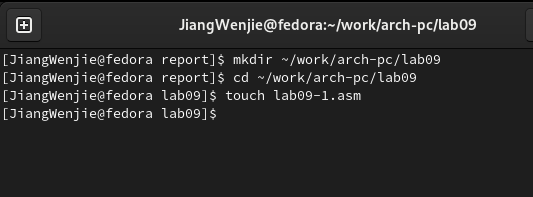 JiangWenjie@fedora:~/work/arch-pc/lab09
[JiangWenjie@fedora report]$ mkdir ~/work/arch-pc/lab09
[JiangWenjie@fedora report]$ cd ~/work/arch-pc/lab09
[JiangWenjie@fedora lab09]$ touch lab09-1.asm
[JiangWenjie@fedora lab09]$